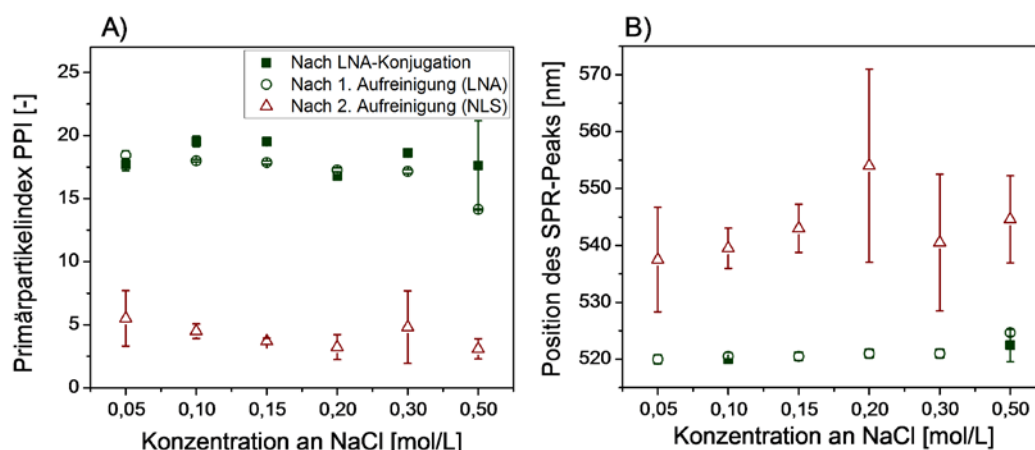 A)
Primärpartikelindex PPI [-]
25
20
15
10
5
0
Nach LNA-Konjugation
Nach 1. Aufreinigung (LNA)
Nach 2. Aufreinigung (NLS)
0,05 0,10 0,15 0,20 0,30 0,50
Konzentration an NaCl [mol/L]
B)
Position des SPR-Peaks [nm]
570
560
550
540
530
520
0,05 0,10 0,15 0,20 0,30 0,50
Konzentration an NaCl [mol/L]